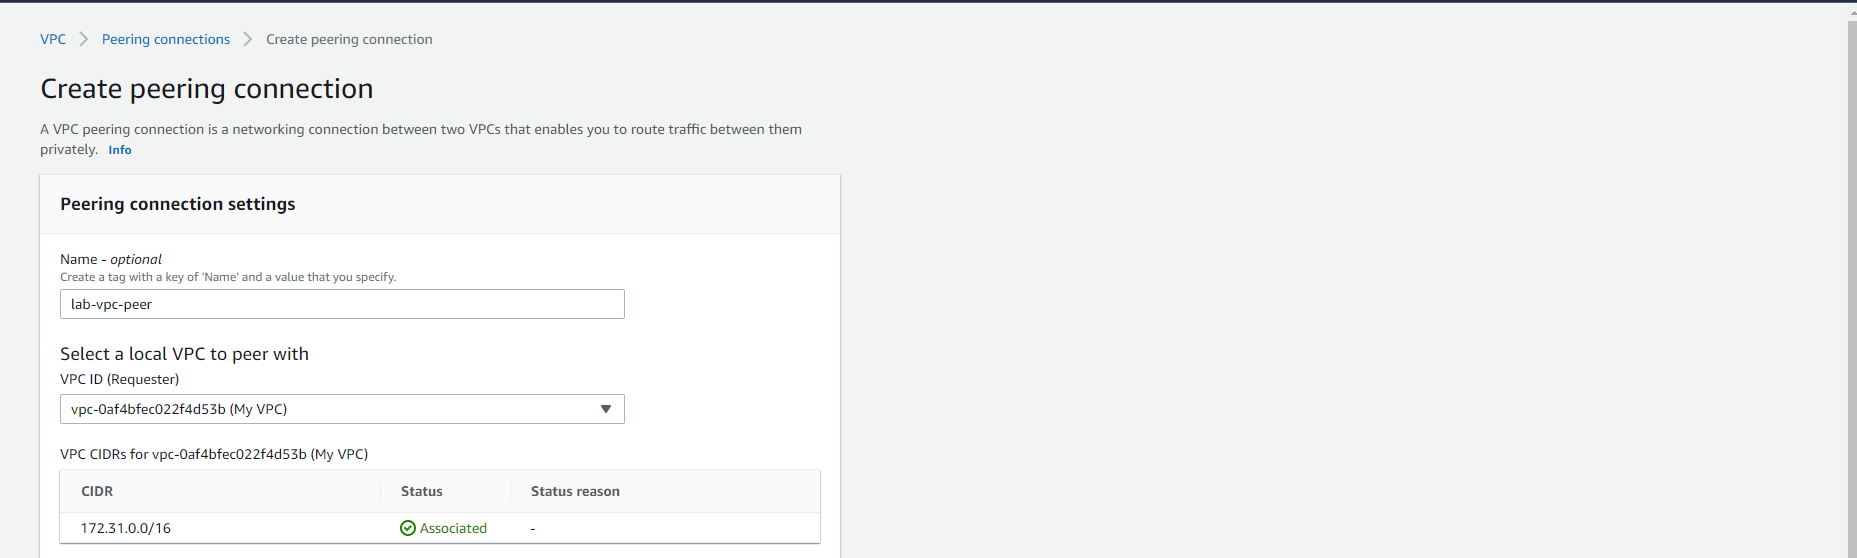 VPC > Peering connections > Create peering connection
Create peering connection
A VPC peering connection is a networking connection between two VPCs that enables you to route traffic between them
privately. Info
Peering connection settings
Name - optional
Create a tag with a key of 'Name' and a value that you specify.
lab-vpc-peer
Select a local VPC to peer with
VPC ID (Requester)
vpc-0af4bfec022f4d53b (My VPC)
VPC CIDRs for vpc-0af4bfec022f4d53b (My VPC)
CIDR Status Status reason
172.31.0.0/16 Associated -